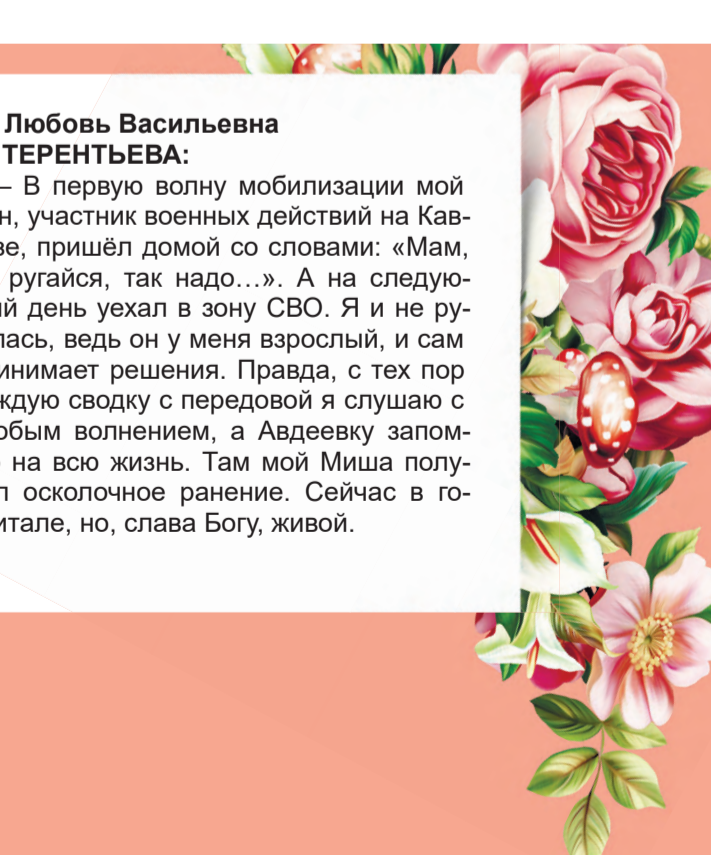 Любовь Васильевна
ТЕРЕНТЬЕВА:
– В первую волну мобилизации мой
н, участник военных действий на Кав-
зе, пришёл домой со словами: «Мам,
ругайся, так надо…». А на следую-
й день уехал в зону СВО. Я и не ру-
лась, ведь он у меня взрослый, и сам
инимает решения. Правда, с тех пор
ждую сводку с передовой я слушаю с
обым волнением, а Авдеевку запом-
на всю жизнь. Там мой Миша полу-
л осколочное ранение. Сейчас в го-
итале, но, слава Богу, живой.